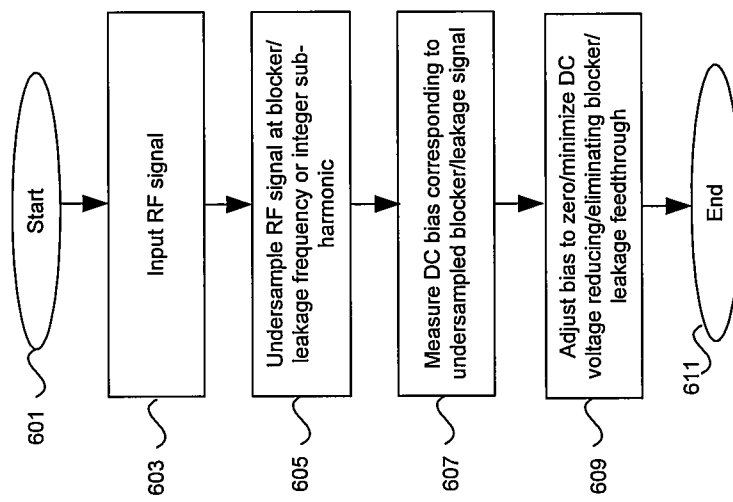 Start
601
Input RF signal
603
Undersample RF signal at blocker/
leakage frequency or integer sub-
harmonic
605
Measure DC bias corresponding to
undersampled blocker/leakage signal
607
Adjust bias to zero/minimize DC
voltage reducing/eliminating blocker/
leakage feedthrough
609
End
611